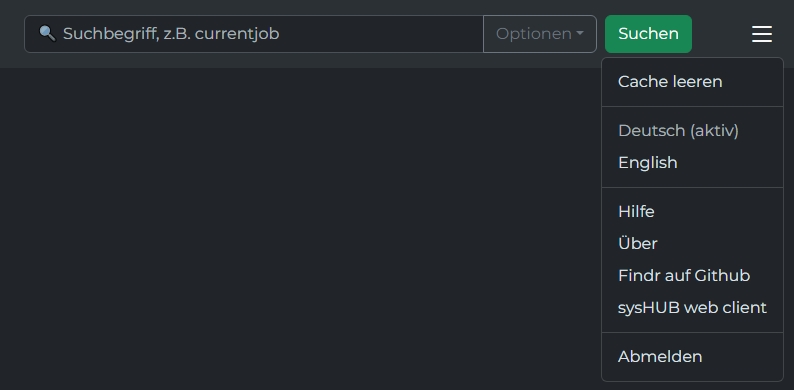 Suchbegriff, z.B. currentjob
Optionen
Suchen
Cache leeren
Deutsch (aktiv)
English
Hilfe
Über
Findr auf Github
sysHUB web client
Abmelden